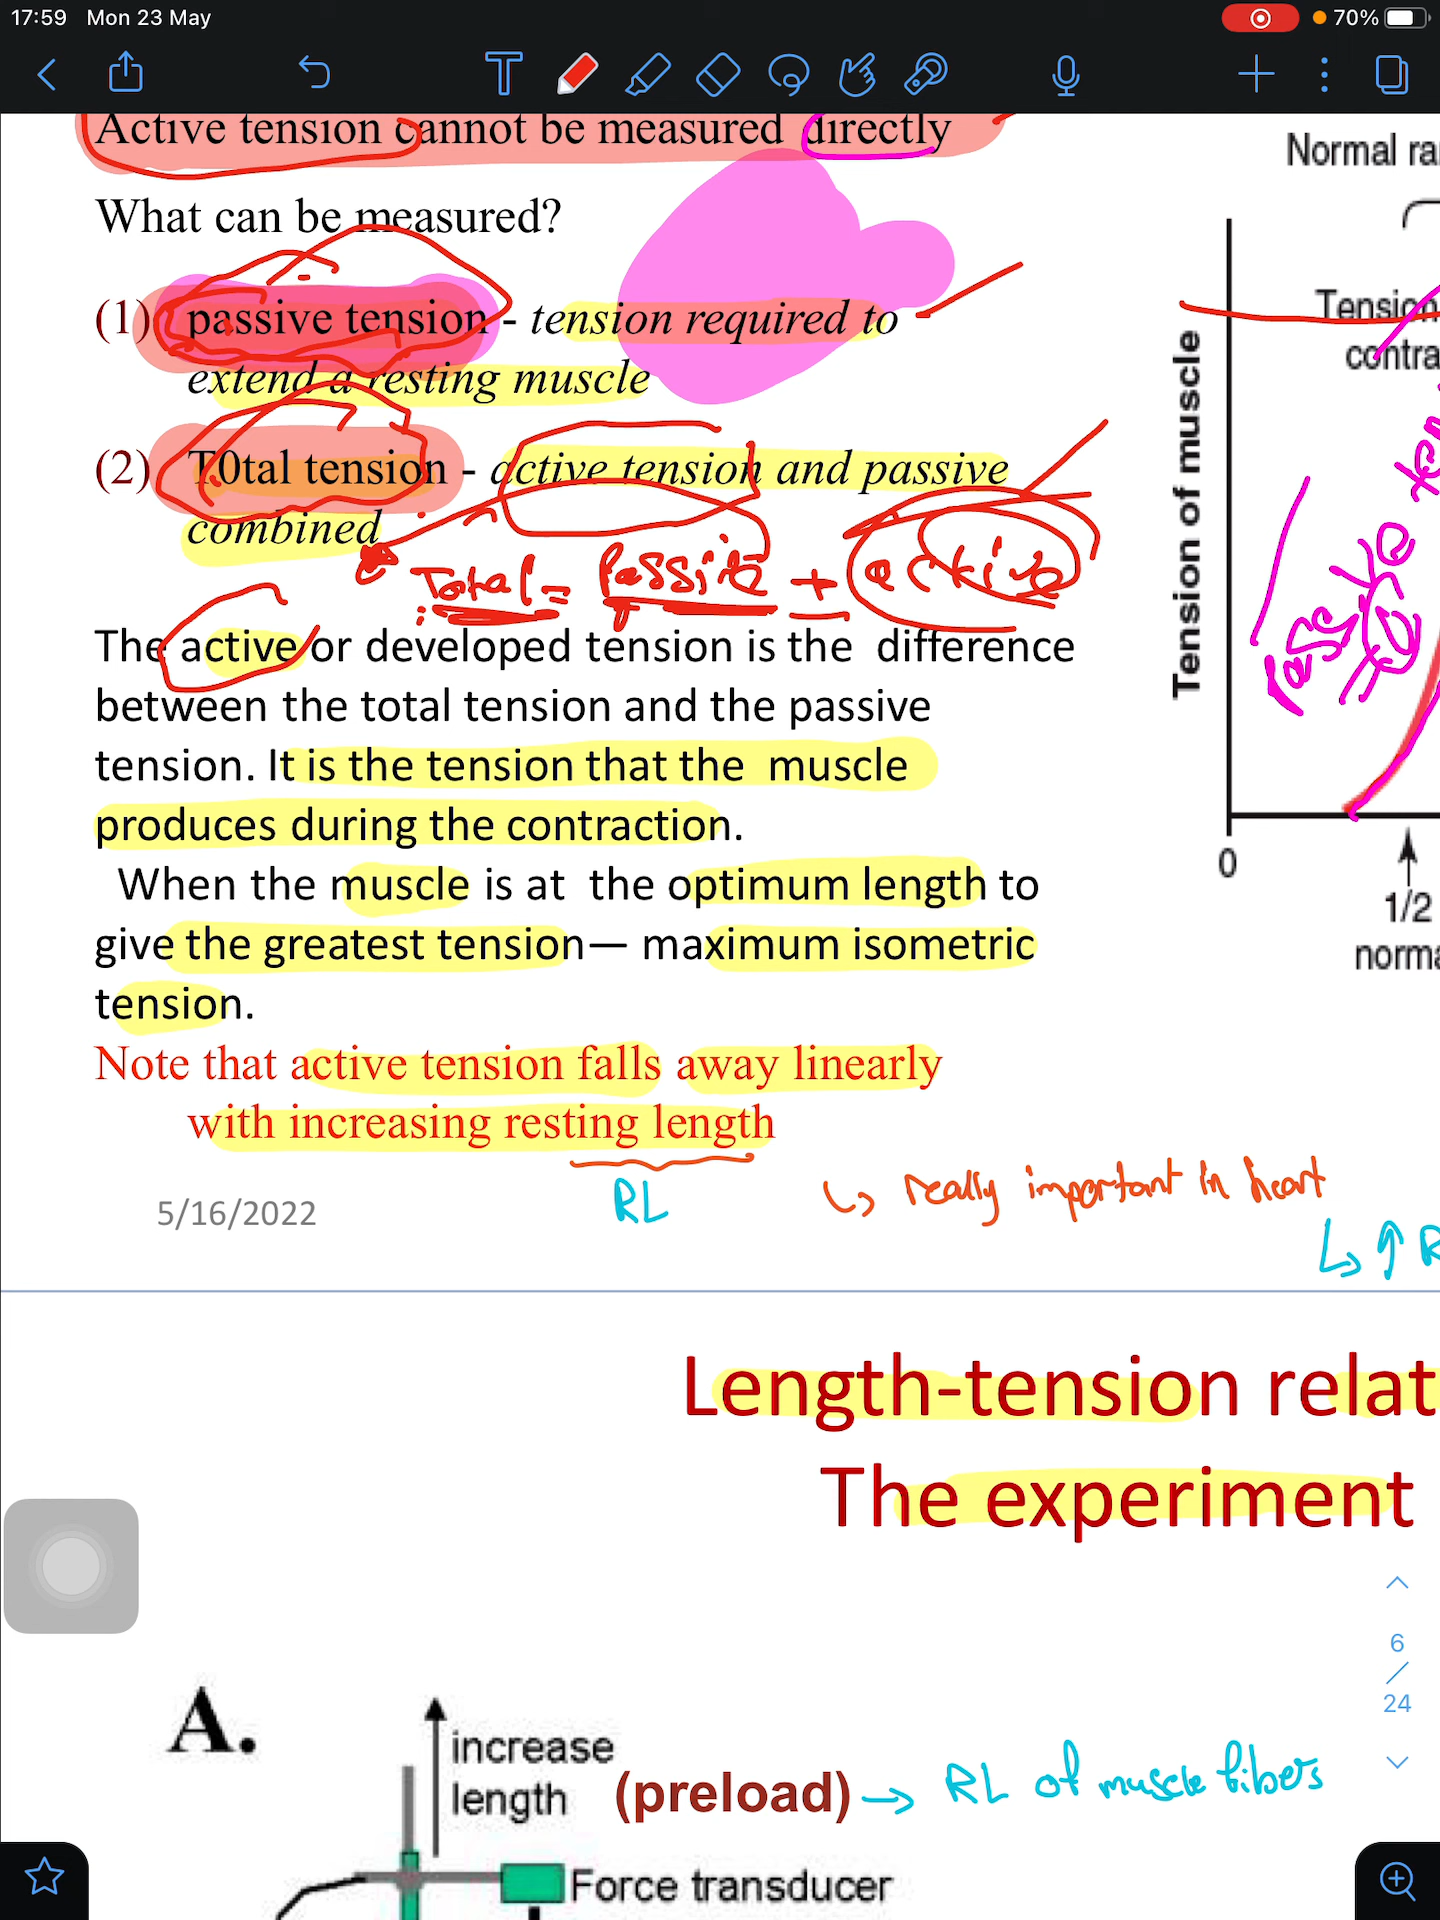 17:59 Mon 23 May
70%
Active tension cannot be measured directly
What can be measured?
(1) passive tension - tension required to
extend a resting muscle
(2) T0tal tension - active tension and passive
combined
Total = Passive + active
The active or developed tension is the difference
between the total tension and the passive
tension. It is the tension that the muscle
produces during the contraction.
When the muscle is at the optimum length to
give the greatest tension— maximum isometric
tension.
Note that active tension falls away linearly
with increasing resting length
RL
↳ really important in heart
↳ ↑ R
5/16/2022
Normal ra
Tension
contra
Tension of muscle
Passive ten
0
1/2
norma
Length-tension relat
The experiment
6
/
24
A.
increase
length (preload) → RL of muscle fibers
Force transducer